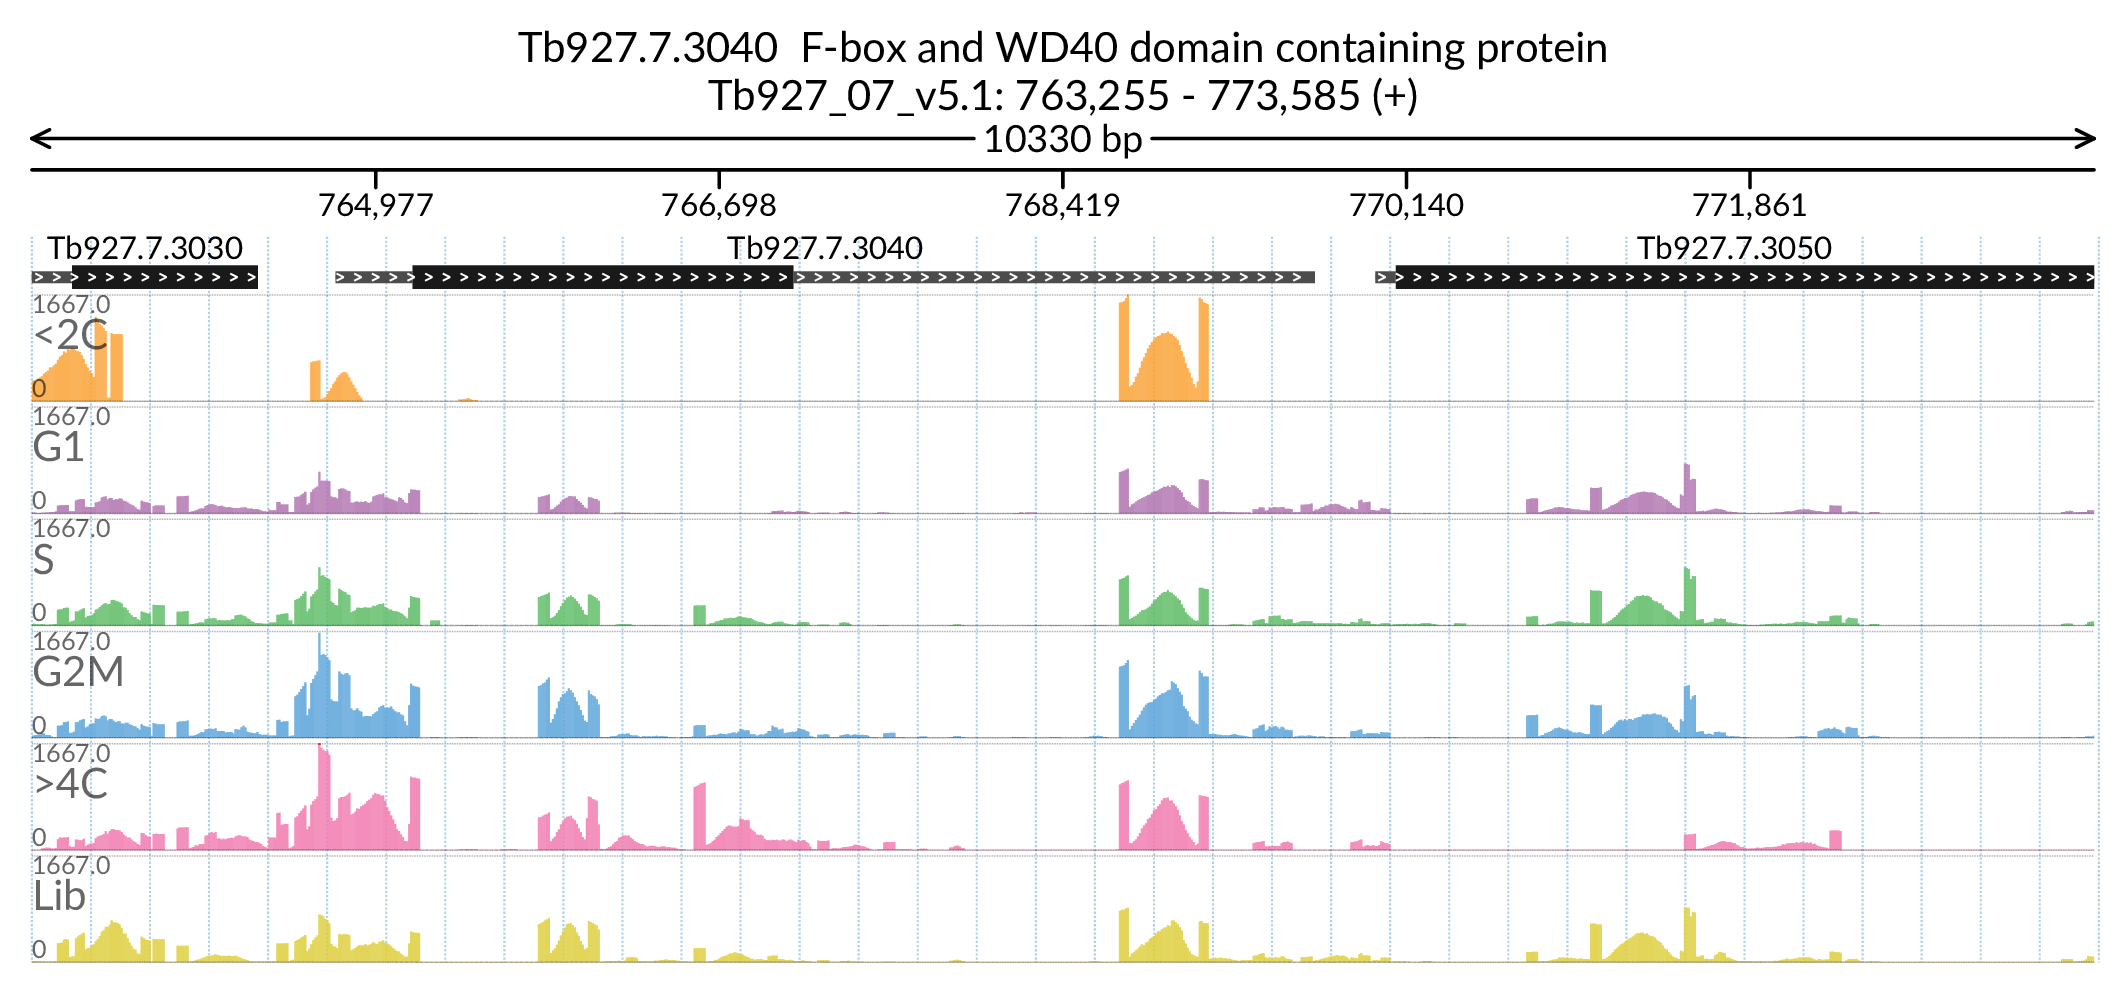 Tb927.7.3040 F-box and WD40 domain containing protein
Tb927_07_v5.1: 763,255 - 773,585 (+)
10330 bp
764,977 766,698 768,419 770,140 771,861
Tb927.7.3030 Tb927.7.3040 Tb927.7.3050
1667.0
<2C
0
1667.0
G1
0
1667.0
S
0
1667.0
G2M
0
1667.0
>4C
0
1667.0
Lib
0